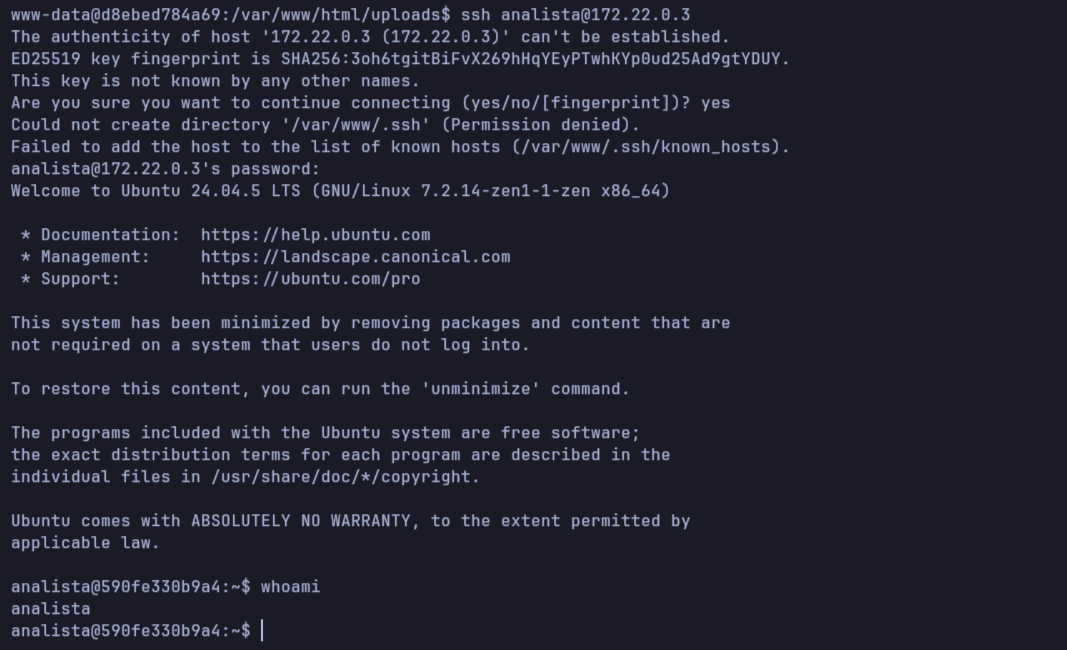 www-data@d8ebed784a69:/var/www/html/uploads$ ssh analista@172.22.0.3
The authenticity of host '172.22.0.3 (172.22.0.3)' can't be established.
ED25519 key fingerprint is SHA256:3oh6tgitBiFvX269hHqYEyPTwhKYp0ud25Ad9gtYDUY.
This key is not known by any other names.
Are you sure you want to continue connecting (yes/no/[fingerprint])? yes
Could not create directory '/var/www/.ssh' (Permission denied).
Failed to add the host to the list of known hosts (/var/www/.ssh/known_hosts).
analista@172.22.0.3's password:
Welcome to Ubuntu 24.04.5 LTS (GNU/Linux 7.2.14-zen1-1-zen x86_64)

 * Documentation:  https://help.ubuntu.com
 * Management:     https://landscape.canonical.com
 * Support:        https://ubuntu.com/pro

This system has been minimized by removing packages and content that are
not required on a system that users do not log into.

To restore this content, you can run the 'unminimize' command.

The programs included with the Ubuntu system are free software;
the exact distribution terms for each program are described in the
individual files in /usr/share/doc/*/copyright.

Ubuntu comes with ABSOLUTELY NO WARRANTY, to the extent permitted by
applicable law.

analista@590fe330b9a4:~$ whoami
analista
analista@590fe330b9a4:~$